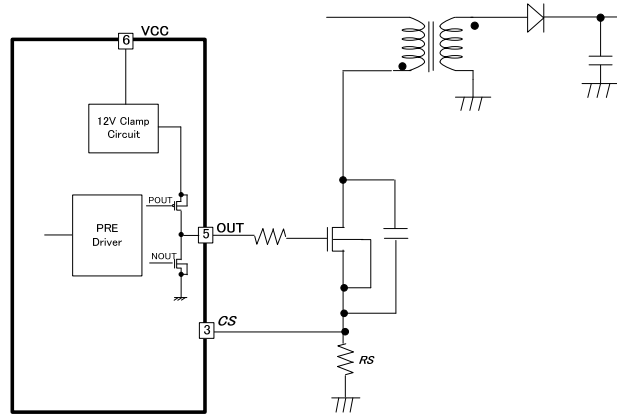 VCC
6
12V Clamp
Circuit
POUT
PRE
Driver
NOUT
5
OUT
3
CS
RS